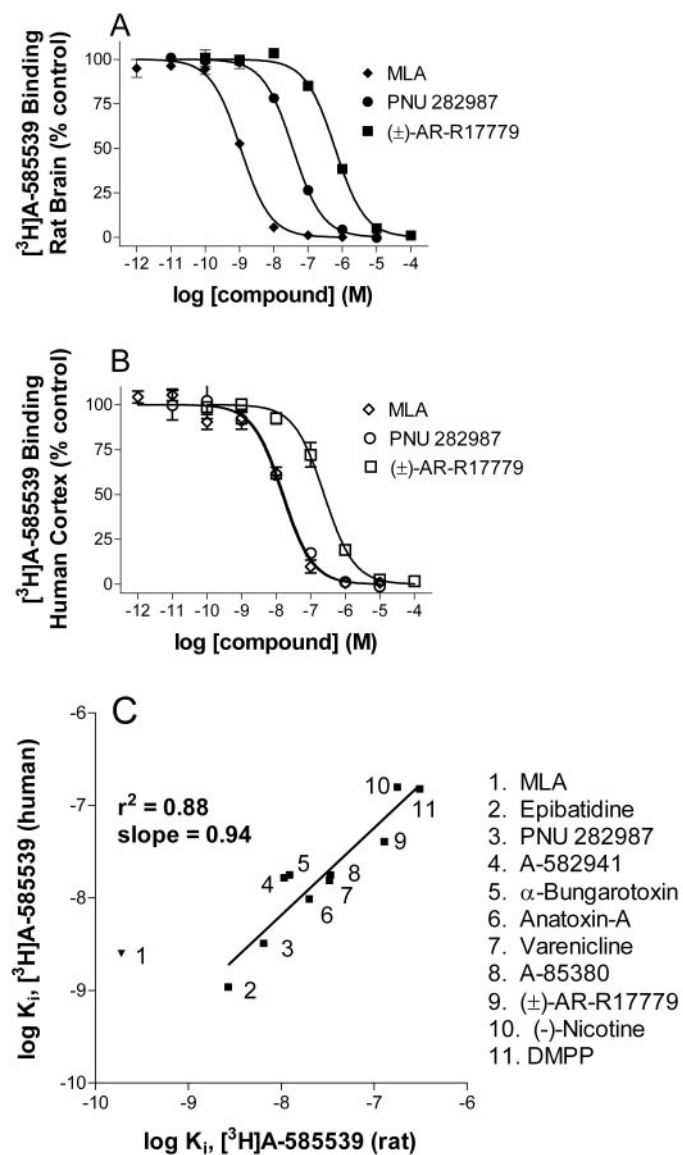 A
[³H]A-585539 Binding
Rat Brain (% control)
100
75
50
25
0
-12 -11 -10 -9 -8 -7 -6 -5 -4
log [compound] (M)
MLA
PNU 282987
(±)-AR-R17779
B
[³H]A-585539 Binding
Human Cortex (% control)
100
75
50
25
0
-12 -11 -10 -9 -8 -7 -6 -5 -4
log [compound] (M)
MLA
PNU 282987
(±)-AR-R17779
C
log Kᵢ, [³H]A-585539 (human)
-6
-7
-8
-9
-10
r² = 0.88
slope = 0.94
10
11
9
5
4
8
7
6
3
1
2
-10 -9 -8 -7 -6
log Kᵢ, [³H]A-585539 (rat)
1. MLA
2. Epibatidine
3. PNU 282987
4. A-582941
5. α-Bungarotoxin
6. Anatoxin-A
7. Varenicline
8. A-85380
9. (±)-AR-R17779
10. (-)-Nicotine
11. DMPP